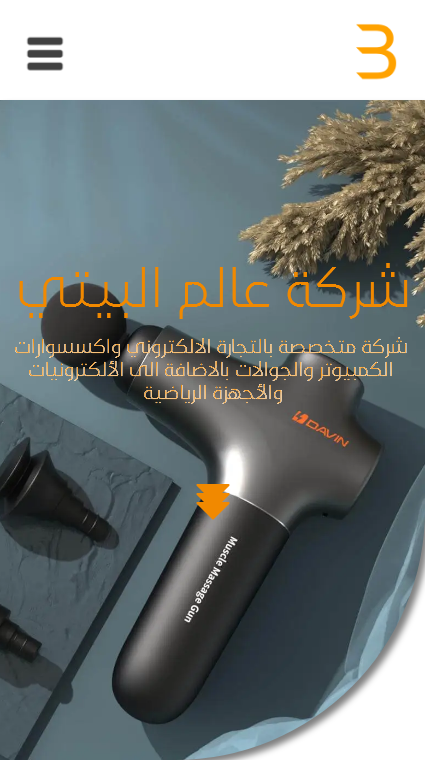 B
شركة عالم البيتي
شركة متخصصة بالتجارة الالكتروني واكسسوارات
الكمبيوتر والجوالات بالاضافة الى الألكترونيات
والأجهزة الرياضية
DAVIN
Muscle Massage Gun